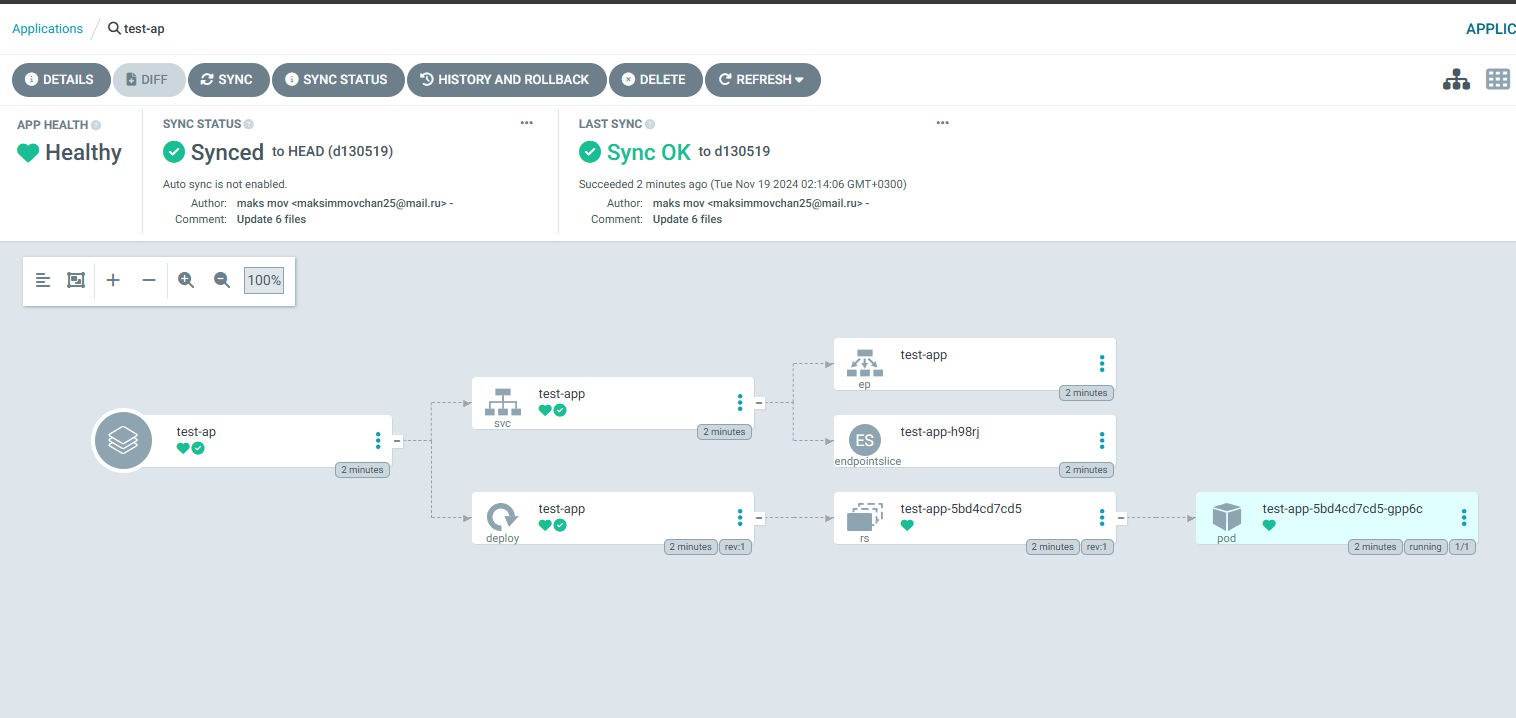 Applications / test-ap
APPLIC
DETAILS DIFF SYNC SYNC STATUS HISTORY AND ROLLBACK DELETE REFRESH
APP HEALTH
Healthy
SYNC STATUS
Synced to HEAD (d130519)
Auto sync is not enabled.
Author: maks mov <maksimmovchan25@mail.ru> -
Comment: Update 6 files
LAST SYNC
Sync OK to d130519
Succeeded 2 minutes ago (Tue Nov 19 2024 02:14:06 GMT+0300)
Author: maks mov <maksimmovchan25@mail.ru> -
Comment: Update 6 files
100%
test-ap
2 minutes
test-app
svc
2 minutes
test-app
deploy
2 minutes rev:1
test-app
ep
2 minutes
ES
test-app-h98rj
endpointslice
2 minutes
test-app-5bd4cd7cd5
rs
2 minutes rev:1
test-app-5bd4cd7cd5-gpp6c
pod
2 minutes running 1/1